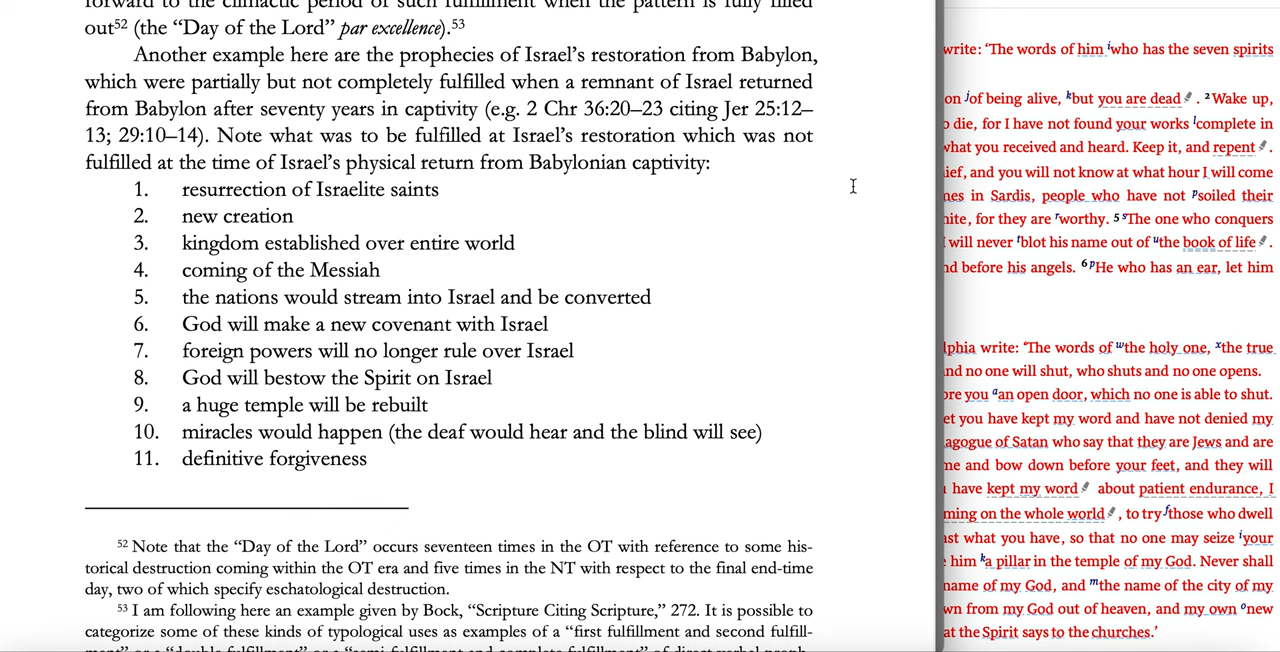 forward to the climactic period of such fulfillment when the pattern is fully filled
out⁵² (the “Day of the Lord” par excellence).⁵³
Another example here are the prophecies of Israel’s restoration from Babylon,
which were partially but not completely fulfilled when a remnant of Israel returned
from Babylon after seventy years in captivity (e.g. 2 Chr 36:20–23 citing Jer 25:12–
13; 29:10–14). Note what was to be fulfilled at Israel’s restoration which was not
fulfilled at the time of Israel’s physical return from Babylonian captivity:
1. resurrection of Israelite saints
2. new creation
3. kingdom established over entire world
4. coming of the Messiah
5. the nations would stream into Israel and be converted
6. God will make a new covenant with Israel
7. foreign powers will no longer rule over Israel
8. God will bestow the Spirit on Israel
9. a huge temple will be rebuilt
10. miracles would happen (the deaf would hear and the blind will see)
11. definitive forgiveness
⁵² Note that the “Day of the Lord” occurs seventeen times in the OT with reference to some his-
torical destruction coming within the OT era and five times in the NT with respect to the final end-time
day, two of which specify eschatological destruction.
⁵³ I am following here an example given by Bock, “Scripture Citing Scripture,” 272. It is possible to
categorize some of these kinds of typological uses as examples of a “first fulfillment and second fulfill-
write: ‘The words of him ⁱwho has the seven spirits
on ʲof being alive, ᵏbut you are dead. ²Wake up,
die, for I have not found your works ˡcomplete in
what you received and heard. Keep it, and repent.
ief, and you will not know at what hour I will come
nes in Sardis, people who have not ᵖsoiled their
hite, for they are ʳworthy. ⁵ ˢThe one who conquers
I will never ᵗblot his name out of ᵘthe book of life.
nd before his angels. ⁶ ᵖHe who has an ear, let him
lphia write: ‘The words of ʷthe holy one, ˣthe true
nd no one will shut, who shuts and no one opens.
ore you ᵃan open door, which no one is able to shut.
et you have kept my word and have not denied my
agogue of Satan who say that they are Jews and are
me and bow down before your feet, and they will
have kept my word about patient endurance, I
ming on the whole world, to try ᶠthose who dwell
st what you have, so that no one may seize ⁱyour
him ᵏa pillar in the temple of my God. Never shall
name of my God, and ᵐthe name of the city of my
wn from my God out of heaven, and my own ᵒnew
at the Spirit says to the churches.’